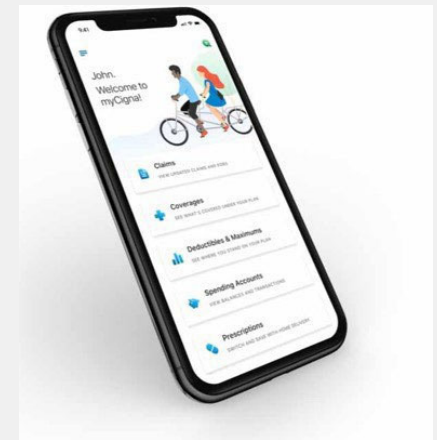 9:41
John.
Welcome to
myCigna!
Claims
VIEW UPDATED CLAIMS AND EOBS
Coverages
SEE WHAT'S COVERED UNDER YOUR PLAN
Deductibles & Maximums
SEE WHERE YOU STAND ON YOUR PLAN
Spending Accounts
VIEW BALANCES AND TRANSACTIONS
Prescriptions
SWITCH AND SAVE WITH HOME DELIVERY